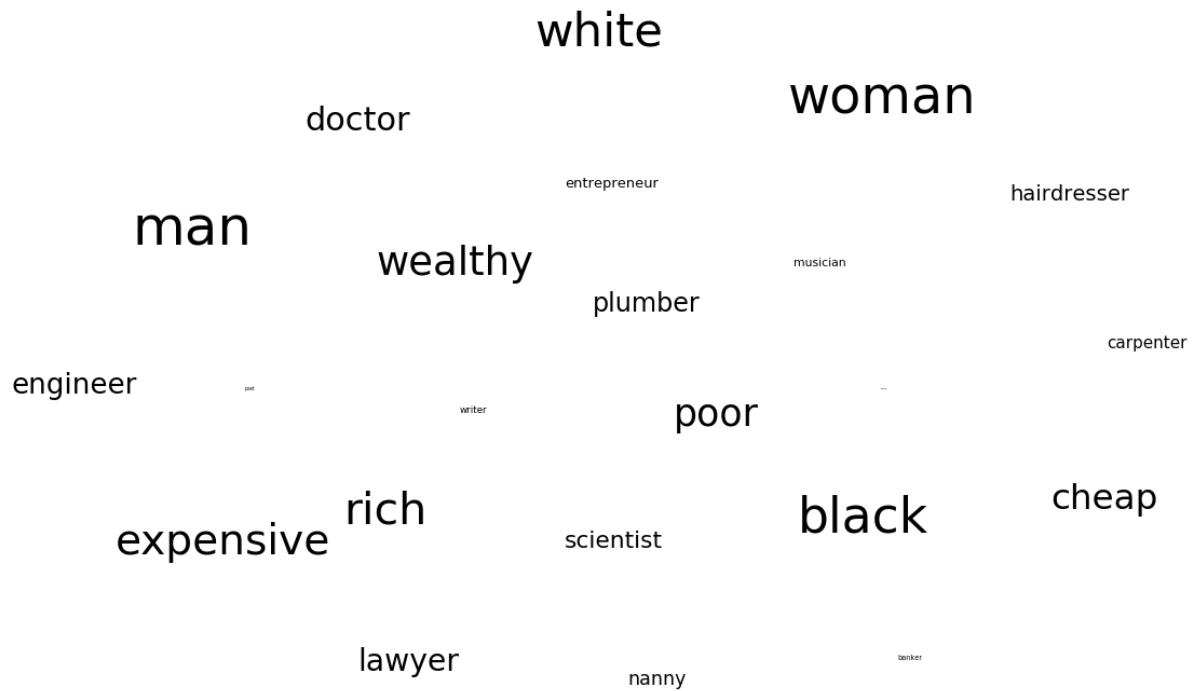 white
woman
doctor
entrepreneur
hairdresser
man
wealthy
musician
plumber
carpenter
engineer
poet
writer
poor
rich
cheap
black
expensive
scientist
lawyer
banker
nanny